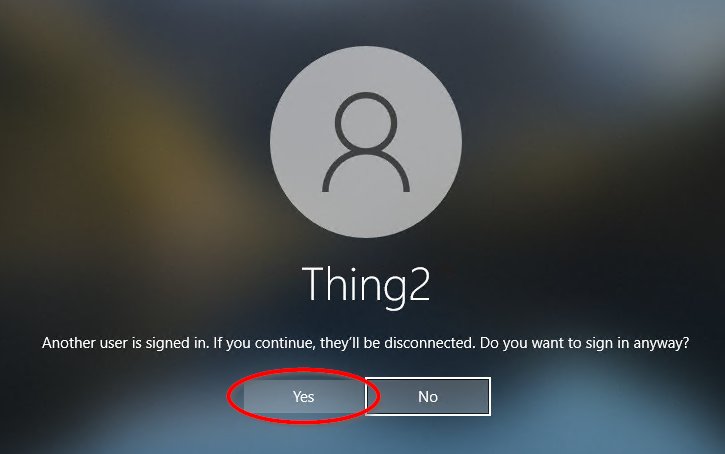 Thing2
Another user is signed in. If you continue, they’ll be disconnected. Do you want to sign in anyway?
Yes No